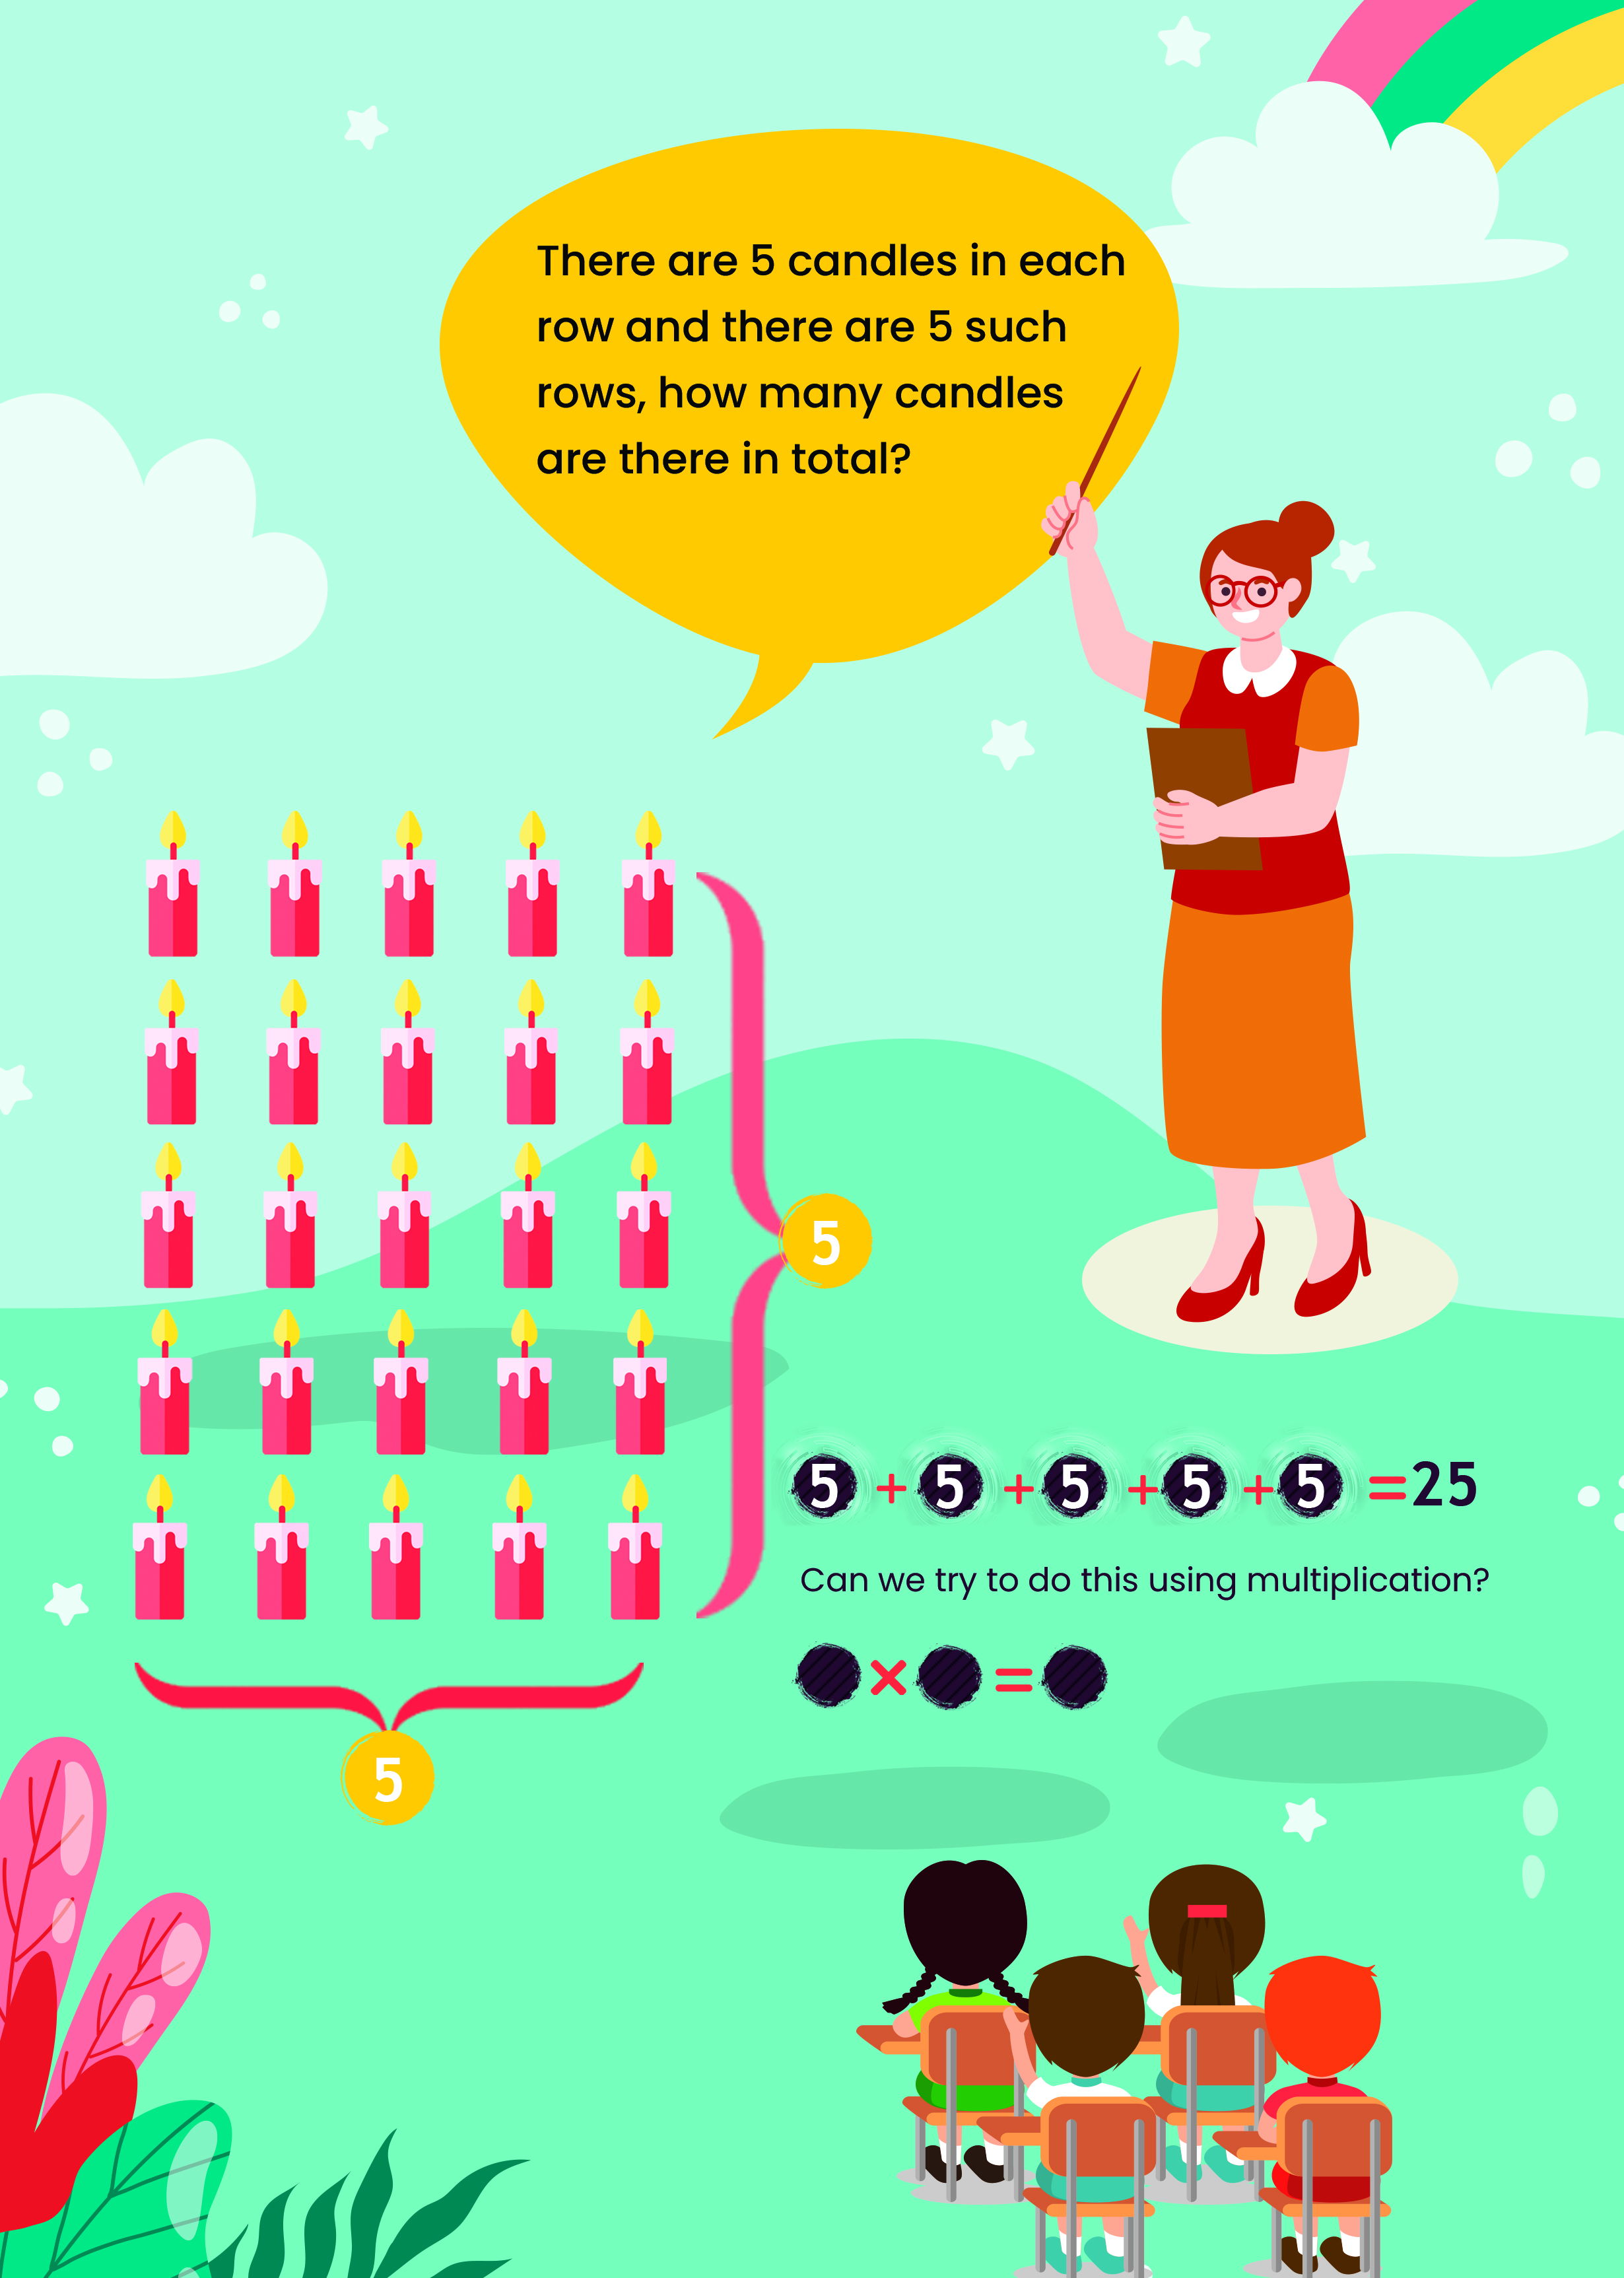 There are 5 candles in each
row and there are 5 such
rows, how many candles
are there in total?
5
5 + 5 + 5 + 5 + 5 = 25
Can we try to do this using multiplication?
× =
5